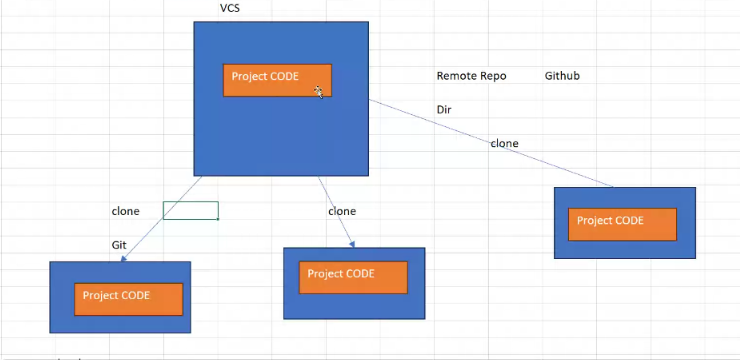 VCS
Project CODE
Remote Repo Github
Dir
clone
clone
clone
Git
Project CODE
Project CODE
Project CODE